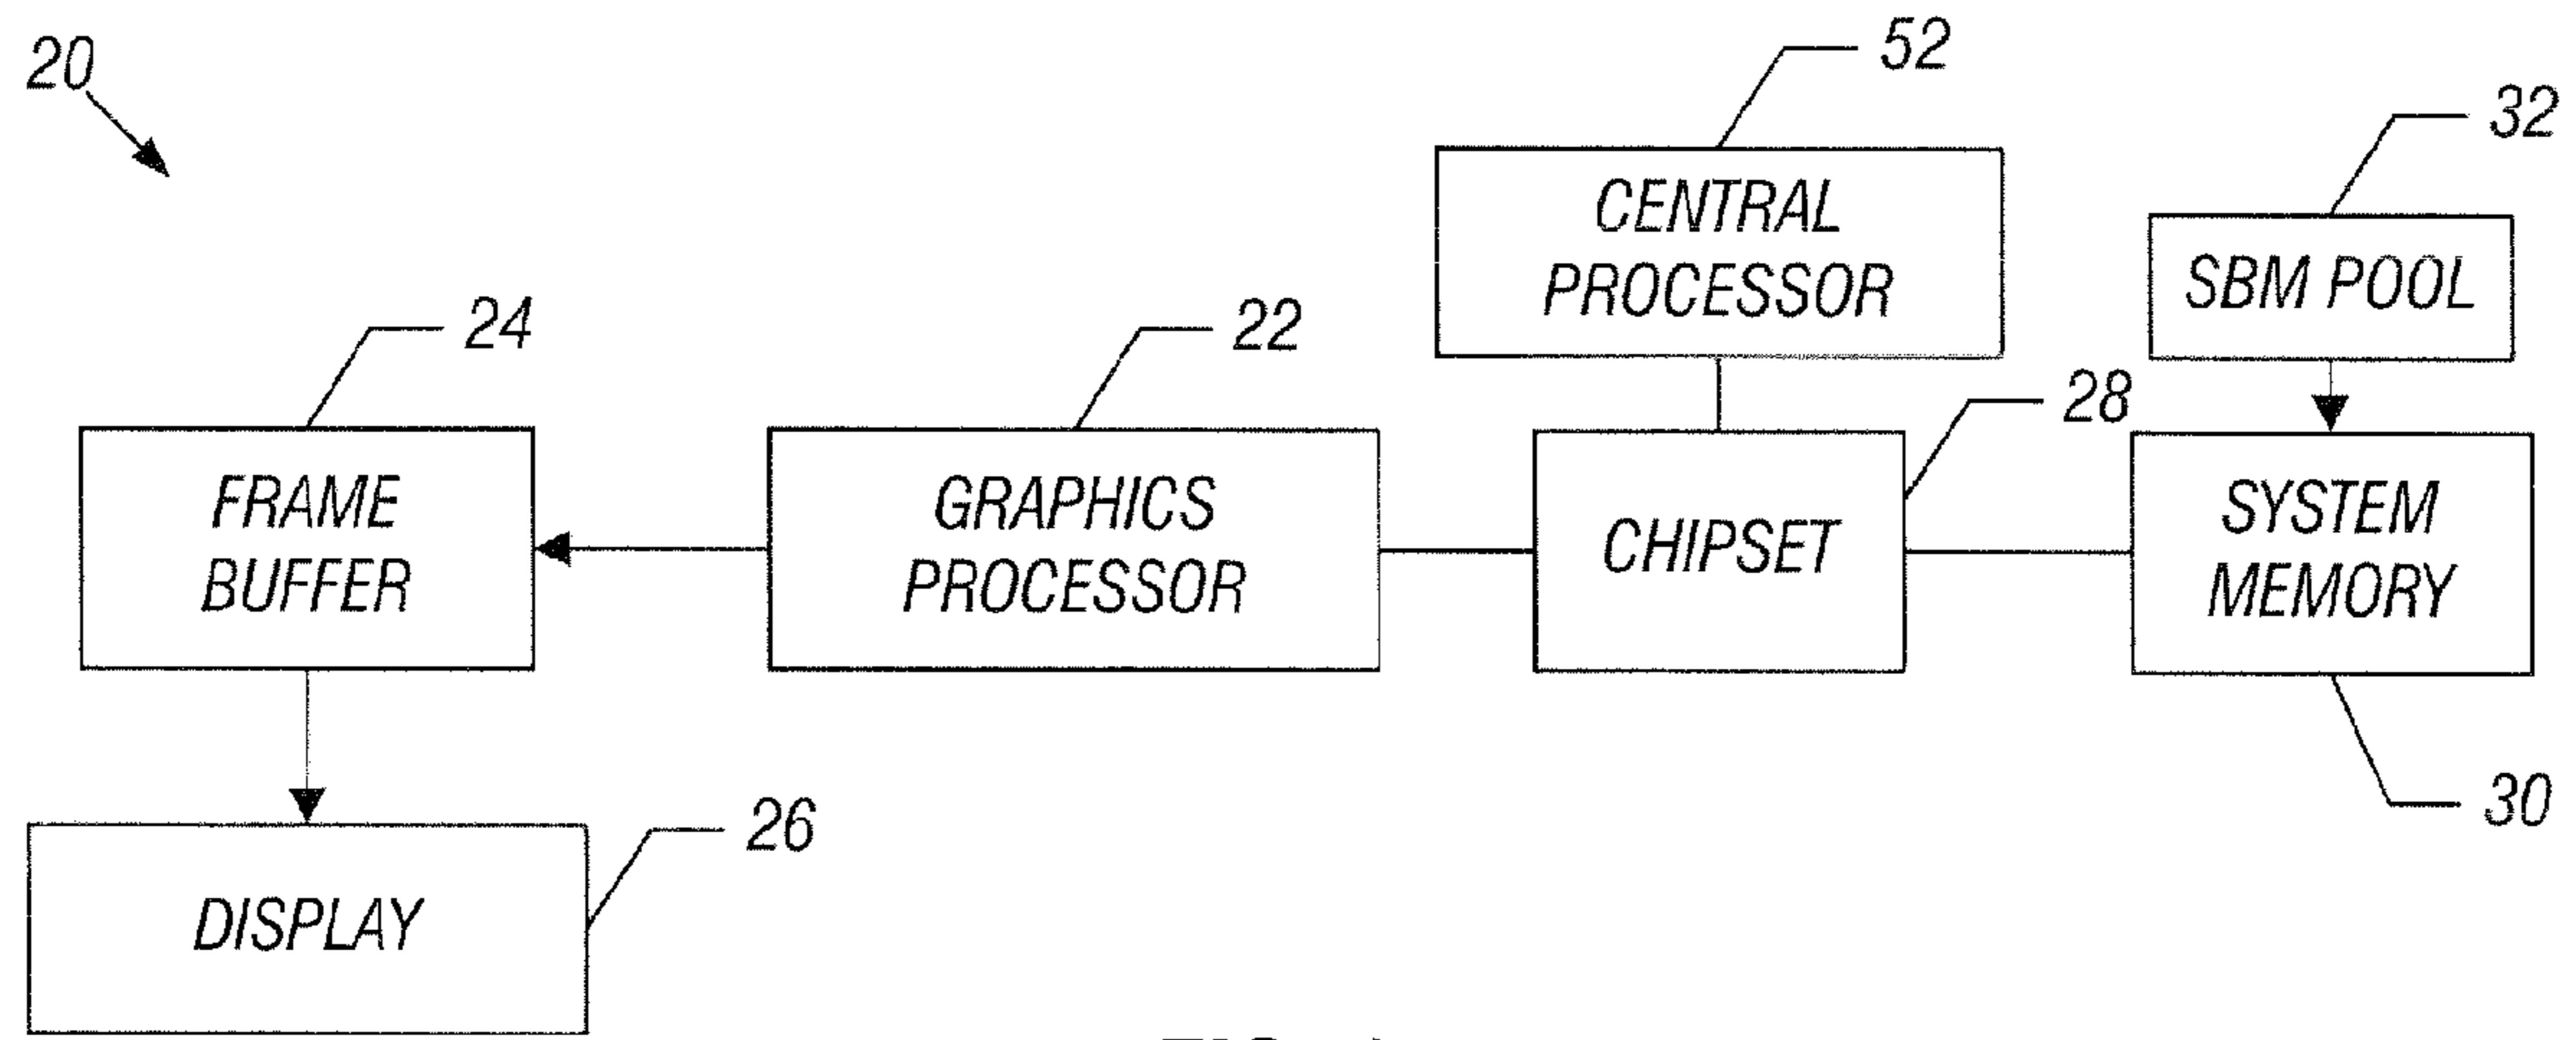 20
52
32
CENTRAL
PROCESSOR
SBM POOL
24
22
28
FRAME
BUFFER
GRAPHICS
PROCESSOR
CHIPSET
SYSTEM
MEMORY
26
30
DISPLAY